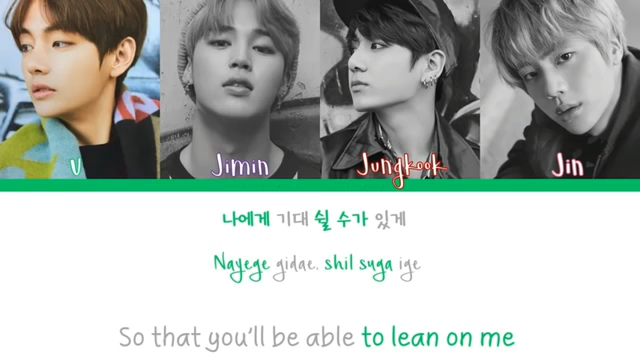 V Jimin Jungkook Jin
나에게 기대 쉴 수가 있게
Nayege gidae. shil suga ige
So that you'll be able to lean on me